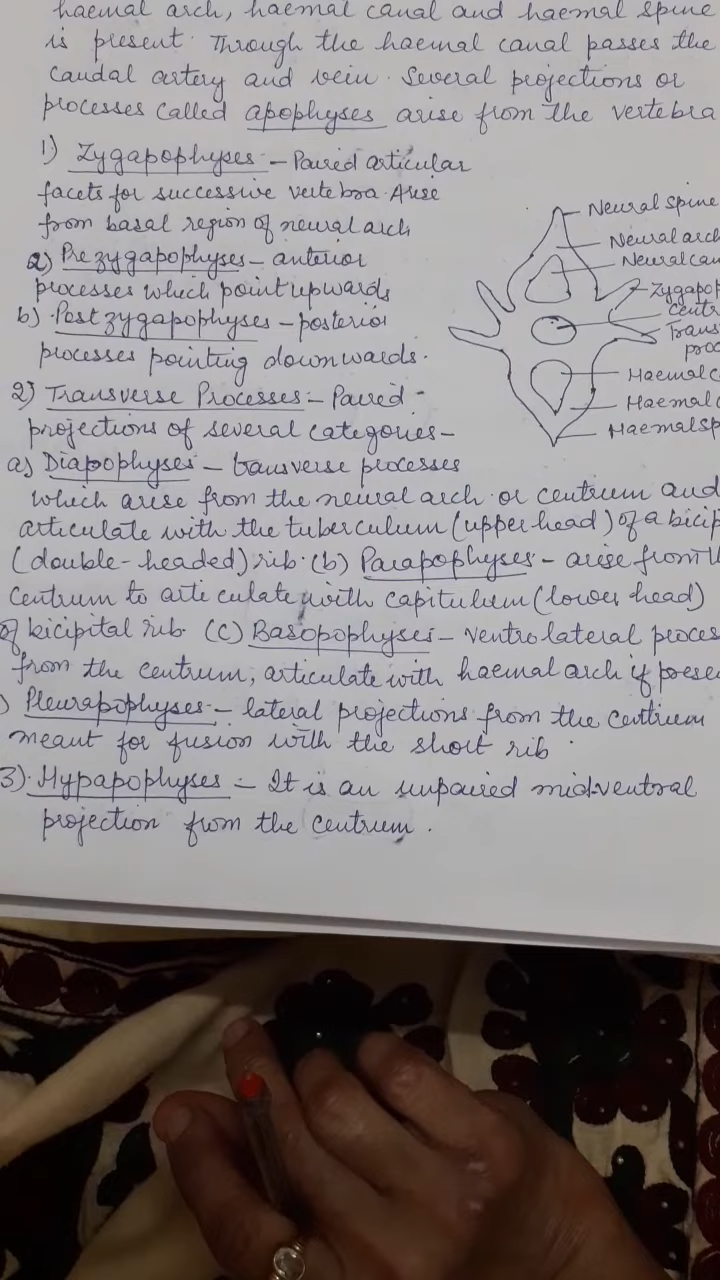 haemal arch, haemal canal and haemal spine
is present. Through the haemal canal passes the
caudal artery and vein. Several projections or
processes called apophyses arise from the vertebra
1) Zygapophyses - Paired articular
facets for successive vertebra. Arise
from basal region of neural arch
a) Prezygapophyses - anterior
processes which point upwards
b) Postzygapophyses - posterior
processes pointing downwards.
Neural spine
Neural arch
Neural can
Zygapop
Centr
Trans
proc
Haemal c
Haemal
Haemal sp
2) Transverse Processes - Paired -
projections of several categories -
a) Diapophyses - transverse processes
which arise from the neural arch or centrum and
articulate with the tuberculum (upper head) of a bicip
(double-headed) rib. (b) Parapophyses - arise from
centrum to articulate with capitulum (lower head)
of bicipital rib (c) Basopophyses - ventrolateral proces
from the centrum, articulate with haemal arch if prese
) Pleurapophyses - lateral projections from the centrum
meant for fusion with the short rib.
3) Hypapophyses - It is an unpaired mid-ventral
projection from the centrum.